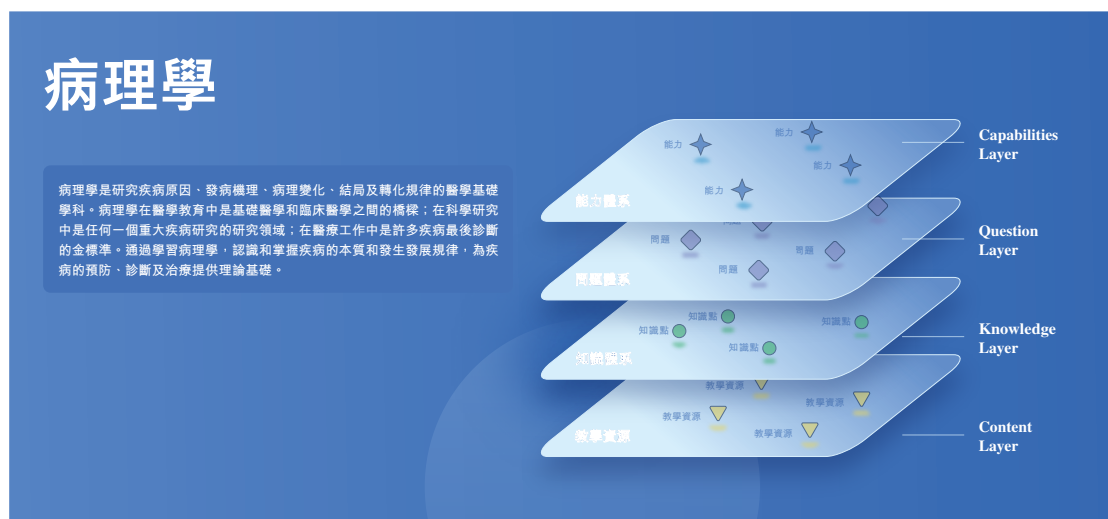 病理學
病理學是研究疾病原因、發病機理、病理變化、結局及轉化規律的醫學基礎
學科。病理學在醫學教育中是基礎醫學和臨床醫學之間的橋樑；在科學研究
中是任何一個重大疾病研究的研究領域；在醫療工作中是許多疾病最後診斷
的金標準。通過學習病理學，認識和掌握疾病的本質和發生發展規律，為疾
病的預防、診斷及治療提供理論基礎。
能力
能力
能力
能力
能力醫系
Capabilities
Layer
問題
問題
問題
問題
問題醫系
Question
Layer
知識點
知識點
知識點
知識點
知識醫系
Knowledge
Layer
教學資源
教學資源
教學資源
教學資源
教學資源
Content
Layer